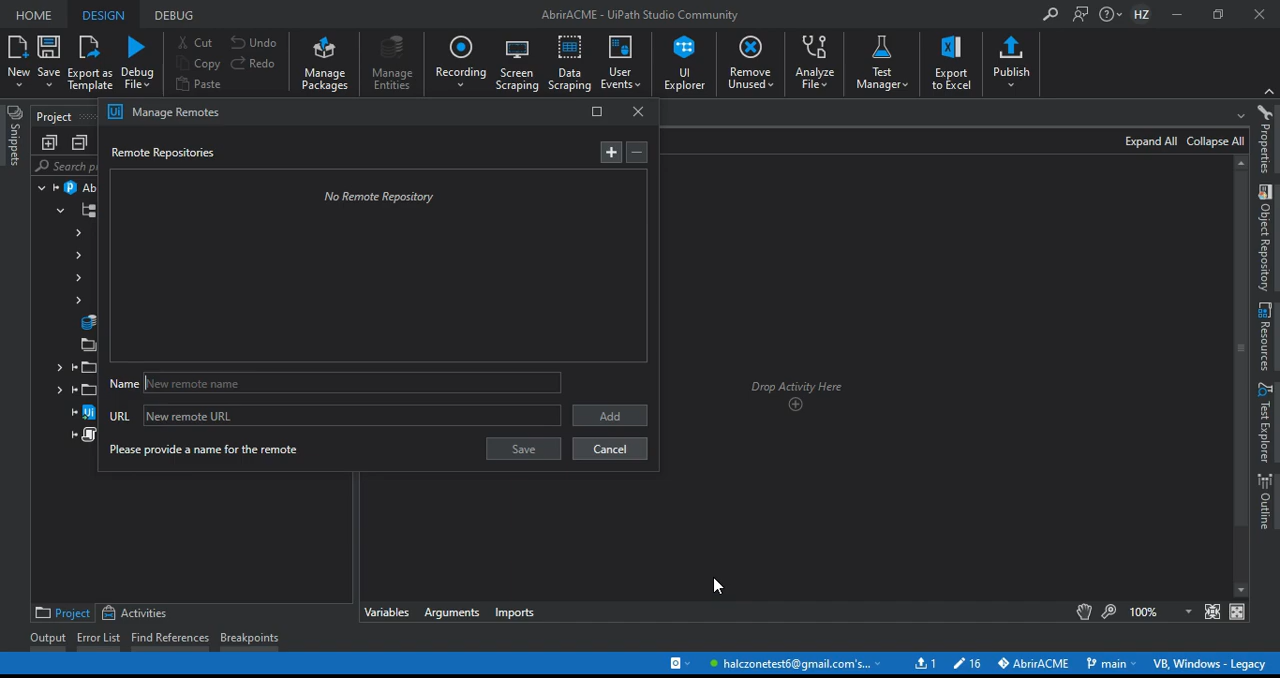 HOME DESIGN DEBUG AbrirACME - UiPath Studio Community HZ
New Save Export as Template Debug File Cut Copy Paste Undo Redo Manage Packages Manage Entities Recording Screen Scraping Data Scraping User Events UI Explorer Remove Unused Analyze File Test Manager Export to Excel Publish
Snippets
Project
Ui Manage Remotes
Remote Repositories
Expand All Collapse All
Search p
No Remote Repository
Ab
Name New remote name
URL New remote URL Add
Please provide a name for the remote Save Cancel
Drop Activity Here
Properties
Object Repository
Resources
Test Explorer
Outline
Project Activities Variables Arguments Imports 100%
Output Error List Find References Breakpoints
halczonetest6@gmail.com's... 1 16 AbrirACME main VB, Windows - Legacy